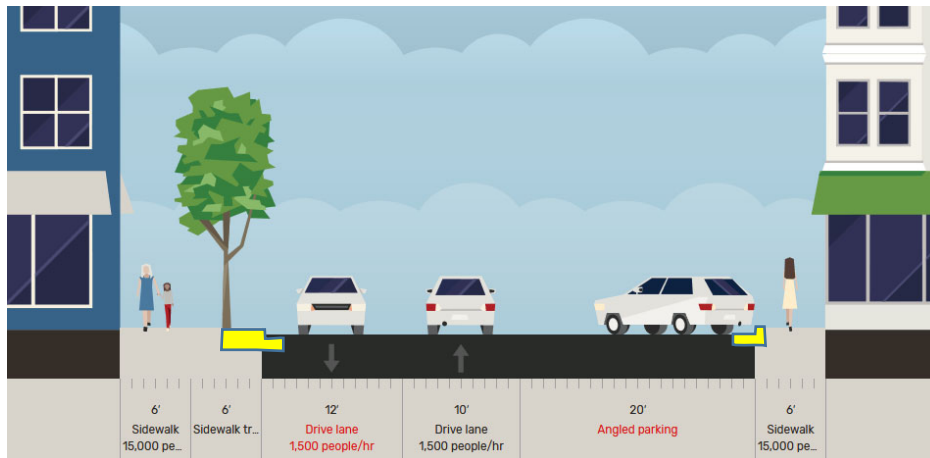 6' 6' 12' 10' 20' 6'
Sidewalk Sidewalk tr... Drive lane Drive lane Angled parking Sidewalk
15,000 pe... 1,500 people/hr 1,500 people/hr 15,000 pe...